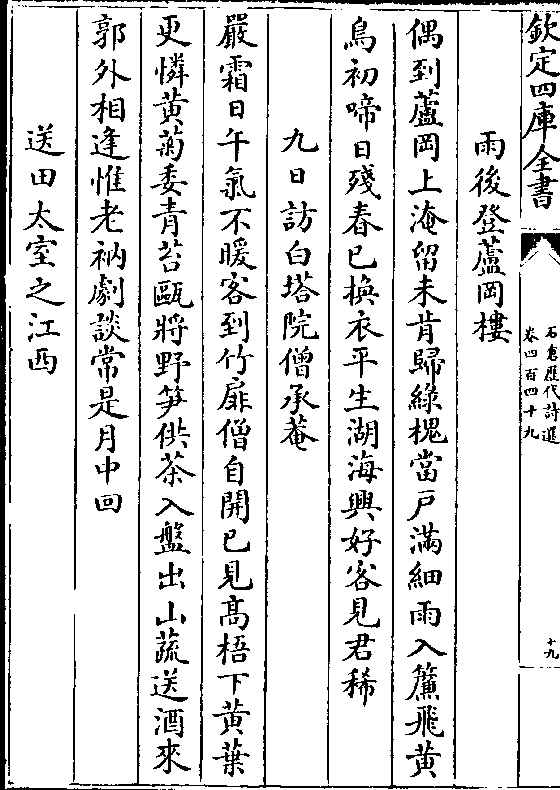 欽定四庫全書
石倉歷代詩選
卷四百四十九
十九
雨後登蘆岡樓
偶到蘆岡上淹留未肯歸綠槐當戶滿細雨入簾飛黃
鳥初啼日殘春已換衣平生湖海興好客見君稀
九日訪白塔院僧承菴
嚴霜日午氣不暖客到竹扉僧自開已見髙梧下黃葉
更憐黃菊委青苔甌將野笋供茶入盤出山蔬送酒來
郭外相逢惟老衲劇談常是月中回
送田太室之江西